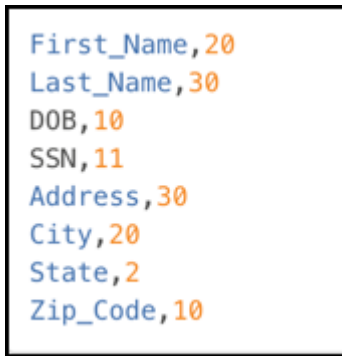 First_Name,20
Last_Name,30
DOB,10
SSN,11
Address,30
City,20
State,2
Zip_Code,10